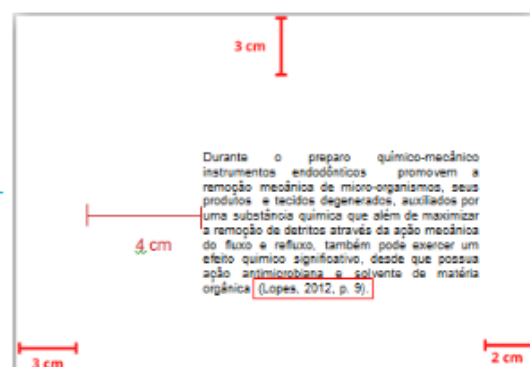 3 cm
Durante o preparo químico-mecânico
instrumentos endodônticos promovem a
remoção mecânica de micro-organismos, seus
produtos e tecidos degenerados, auxiliados por
uma substância química que além de maximizar
a remoção de detritos através da ação mecânica
do fluxo e refluxo, também pode exercer um
efeito químico significativo, desde que possua
ação antimicrobiana e solvente de matéria
orgânica (Lopes, 2012, p. 9).
4 cm
3 cm
2 cm